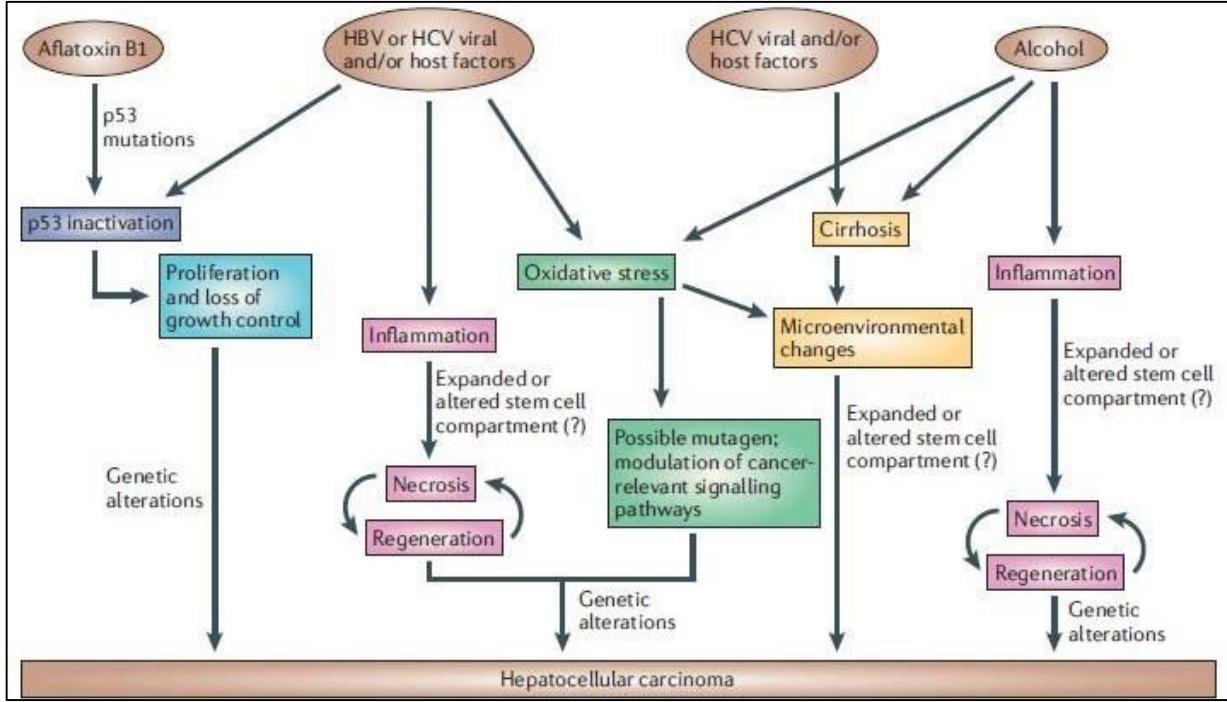 Aflatoxin B1
HBV or HCV viral
and/or host factors
HCV viral and/or
host factors
Alcohol
p53
mutations
p53 inactivation
Proliferation
and loss of
growth control
Oxidative stress
Cirrhosis
Inflammation
Inflammation
Microenvironmental
changes
Expanded or
altered stem cell
compartment (?)
Expanded or
altered stem cell
compartment (?)
Expanded or
altered stem cell
compartment (?)
Possible mutagen;
modulation of cancer-
relevant signalling
pathways
Genetic
alterations
Necrosis
Regeneration
Necrosis
Regeneration
Genetic
alterations
Genetic
alterations
Hepatocellular carcinoma